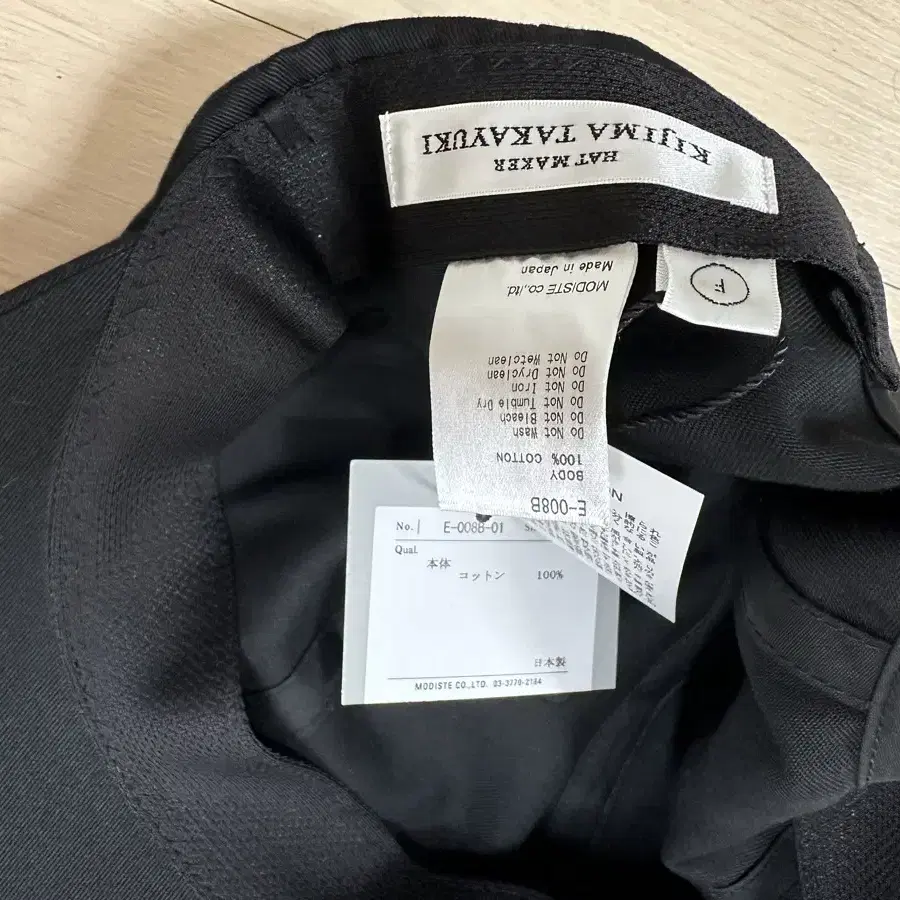 KIJIMA TAKAYUKI
HAT MAKER
F
MODISTE co.,ltd.
Made in Japan
E-008B
BODY
100% COTTON
Do Not Wash
Do Not Bleach
Do Not Tumble Dry
Do Not Iron
Do Not Dryclean
Do Not Wetclean
No. E-008B-01
Qual.
本体
コットン 100%
日本製
MODISTE CO.,LTD. 03-3770-2184